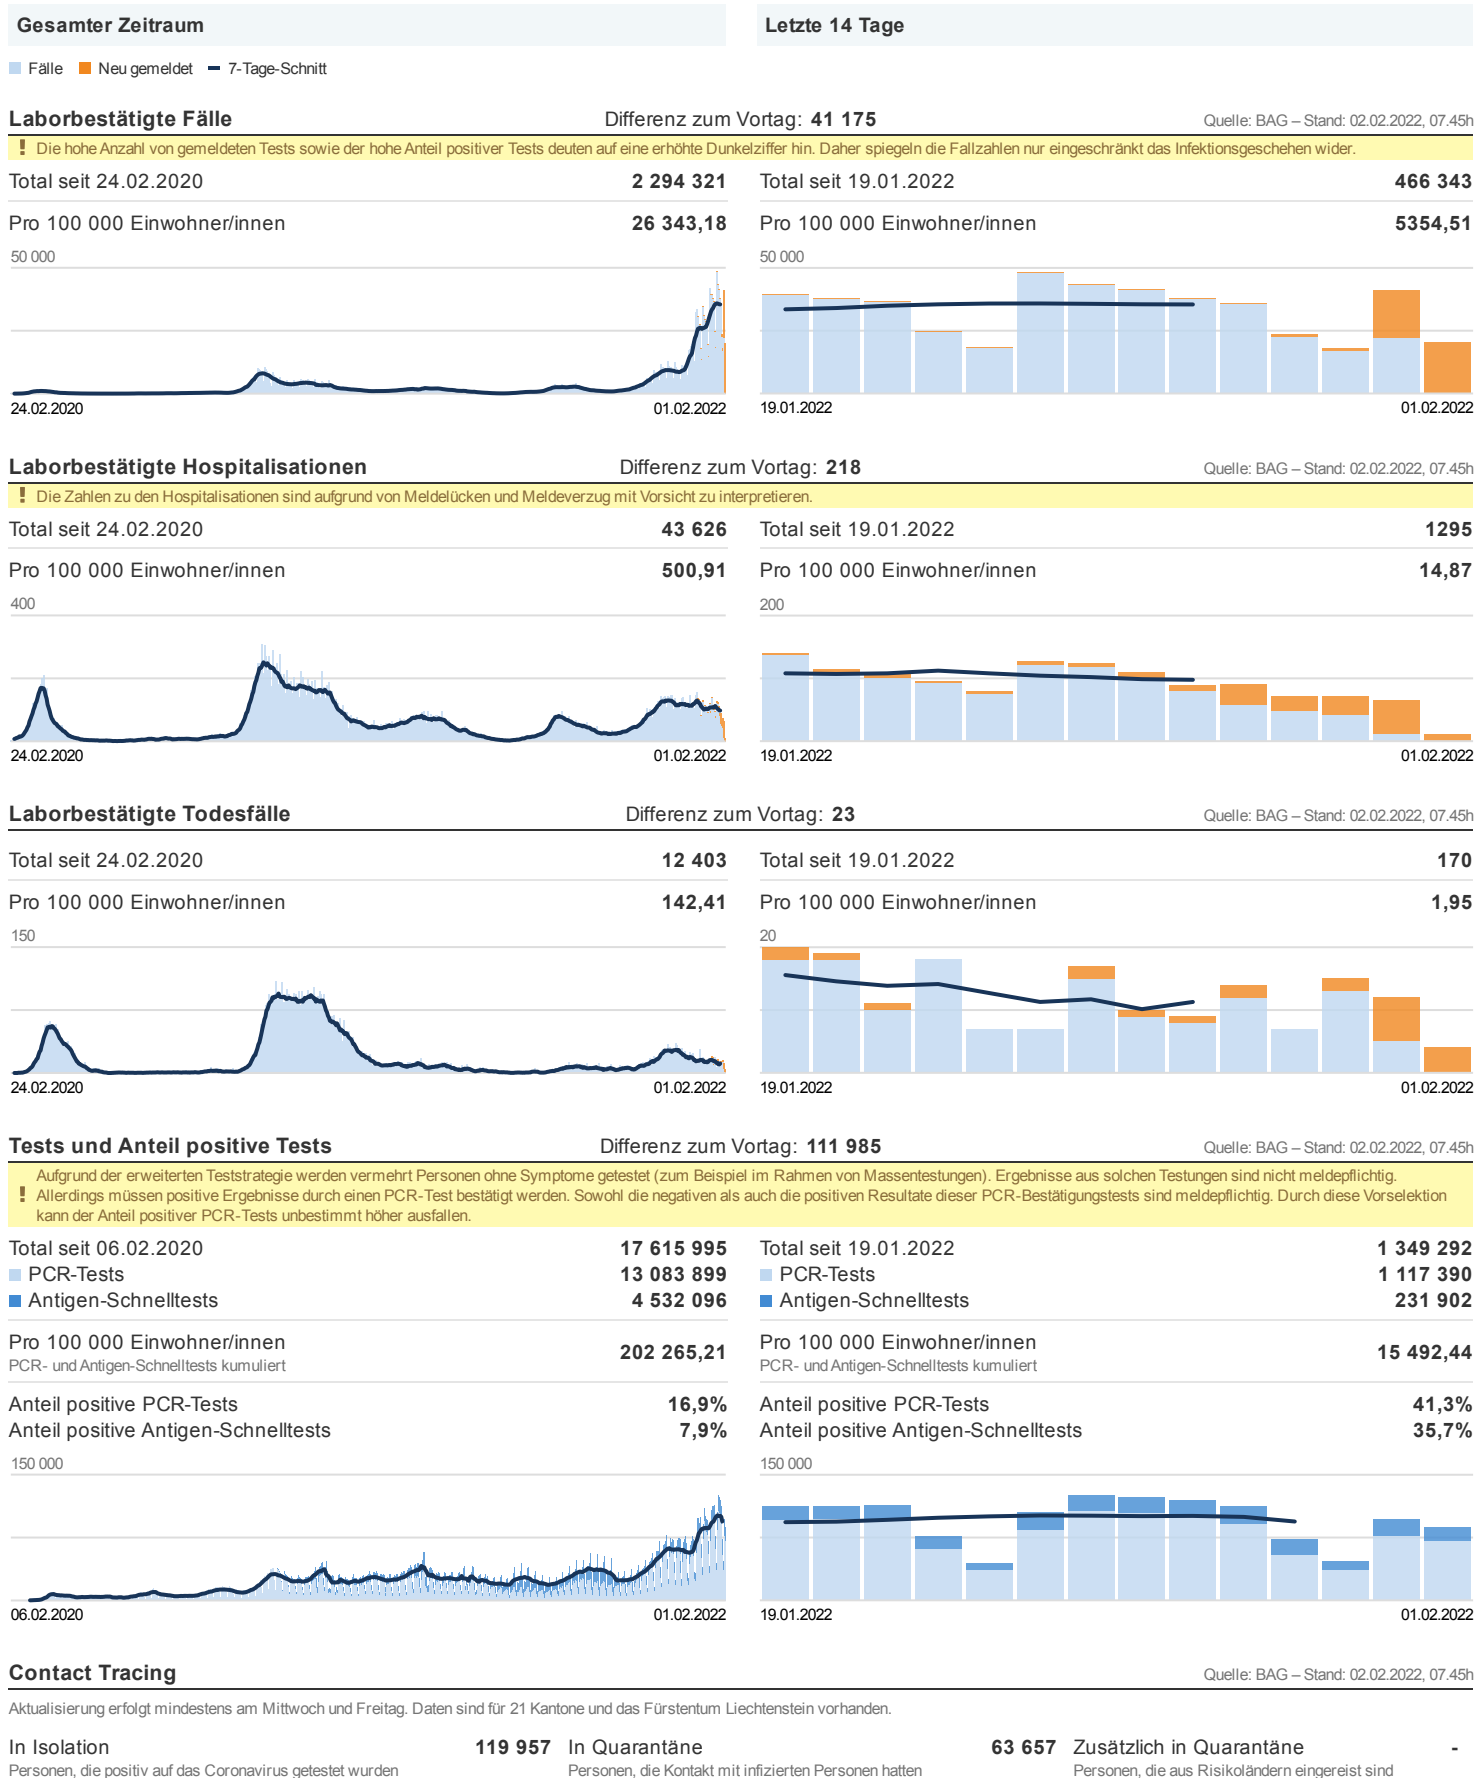 Gesamter Zeitraum
Letzte 14 Tage
Fälle Neu gemeldet 7-Tage-Schnitt
Laborbestätigte Fälle Differenz zum Vortag: 41 175 Quelle: BAG – Stand: 02.02.2022, 07.45h
! Die hohe Anzahl von gemeldeten Tests sowie der hohe Anteil positiver Tests deuten auf eine erhöhte Dunkelziffer hin. Daher spiegeln die Fallzahlen nur eingeschränkt das Infektionsgeschehen wider.
Total seit 24.02.2020 2 294 321
Pro 100 000 Einwohner/innen 26 343,18
50 000
24.02.2020 01.02.2022
Total seit 19.01.2022 466 343
Pro 100 000 Einwohner/innen 5354,51
50 000
19.01.2022 01.02.2022
Laborbestätigte Hospitalisationen Differenz zum Vortag: 218 Quelle: BAG – Stand: 02.02.2022, 07.45h
! Die Zahlen zu den Hospitalisationen sind aufgrund von Meldelücken und Meldeverzug mit Vorsicht zu interpretieren.
Total seit 24.02.2020 43 626
Pro 100 000 Einwohner/innen 500,91
400
24.02.2020 01.02.2022
Total seit 19.01.2022 1295
Pro 100 000 Einwohner/innen 14,87
200
19.01.2022 01.02.2022
Laborbestätigte Todesfälle Differenz zum Vortag: 23 Quelle: BAG – Stand: 02.02.2022, 07.45h
Total seit 24.02.2020 12 403
Pro 100 000 Einwohner/innen 142,41
150
24.02.2020 01.02.2022
Total seit 19.01.2022 170
Pro 100 000 Einwohner/innen 1,95
20
19.01.2022 01.02.2022
Tests und Anteil positive Tests Differenz zum Vortag: 111 985 Quelle: BAG – Stand: 02.02.2022, 07.45h
Aufgrund der erweiterten Teststrategie werden vermehrt Personen ohne Symptome getestet (zum Beispiel im Rahmen von Massentestungen). Ergebnisse aus solchen Testungen sind nicht meldepflichtig.
! Allerdings müssen positive Ergebnisse durch einen PCR-Test bestätigt werden. Sowohl die negativen als auch die positiven Resultate dieser PCR-Bestätigungstests sind meldepflichtig. Durch diese Vorselektion
kann der Anteil positiver PCR-Tests unbestimmt höher ausfallen.
Total seit 06.02.2020 17 615 995
PCR-Tests 13 083 899
Antigen-Schnelltests 4 532 096
Pro 100 000 Einwohner/innen 202 265,21
PCR- und Antigen-Schnelltests kumuliert
Anteil positive PCR-Tests 16,9%
Anteil positive Antigen-Schnelltests 7,9%
150 000
06.02.2020 01.02.2022
Total seit 19.01.2022 1 349 292
PCR-Tests 1 117 390
Antigen-Schnelltests 231 902
Pro 100 000 Einwohner/innen 15 492,44
PCR- und Antigen-Schnelltests kumuliert
Anteil positive PCR-Tests 41,3%
Anteil positive Antigen-Schnelltests 35,7%
150 000
19.01.2022 01.02.2022
Contact Tracing Quelle: BAG – Stand: 02.02.2022, 07.45h
Aktualisierung erfolgt mindestens am Mittwoch und Freitag. Daten sind für 21 Kantone und das Fürstentum Liechtenstein vorhanden.
In Isolation 119 957
Personen, die positiv auf das Coronavirus getestet wurden
In Quarantäne 63 657
Personen, die Kontakt mit infizierten Personen hatten
Zusätzlich in Quarantäne -
Personen, die aus Risikoländern eingereist sind